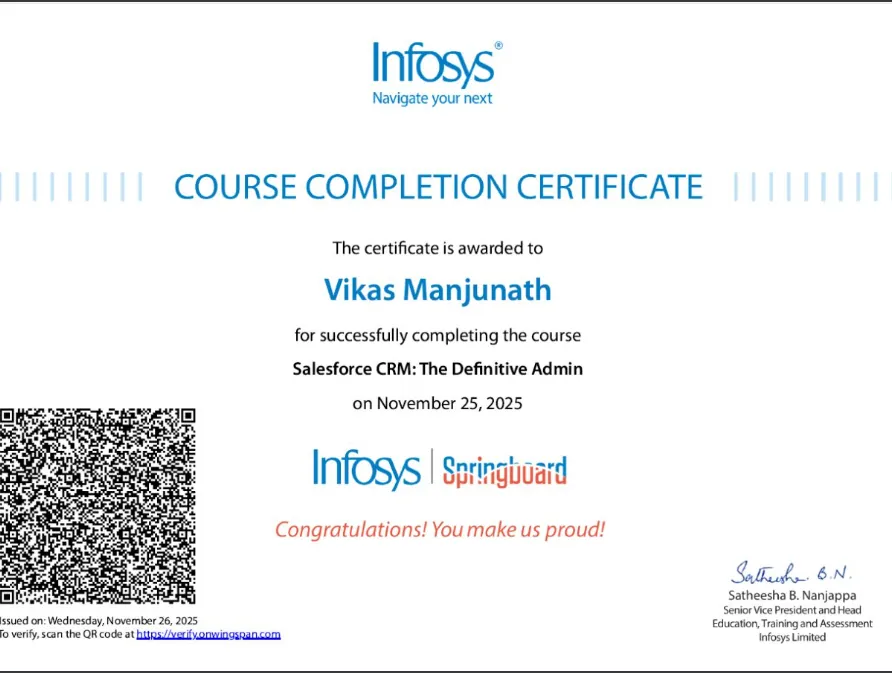 Infosys®
Navigate your next
COURSE COMPLETION CERTIFICATE
The certificate is awarded to
Vikas Manjunath
for successfully completing the course
Salesforce CRM: The Definitive Admin
on November 25, 2025
Infosys | Springboard
Congratulations! You make us proud!
Issued on: Wednesday, November 26, 2025
To verify, scan the QR code at https://verify.onwingspan.com
Satheesha B.N.
Satheesha B. Nanjappa
Senior Vice President and Head
Education, Training and Assessment
Infosys Limited